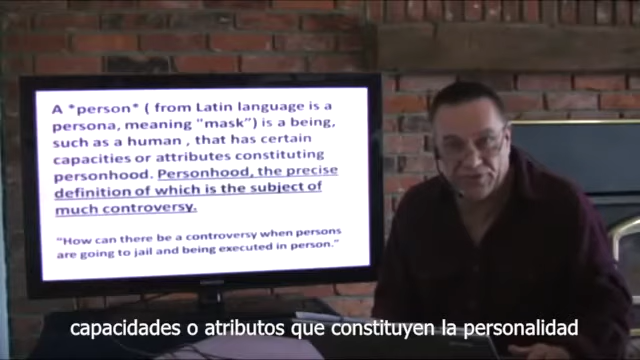 A *person* ( from Latin language is a
persona, meaning "mask") is a being,
such as a human , that has certain
capacities or attributes constituting
personhood. Personhood, the precise
definition of which is the subject of
much controversy.
"How can there be a controversy when persons
are going to jail and being executed in person."
capacidades o atributos que constituyen la personalidad